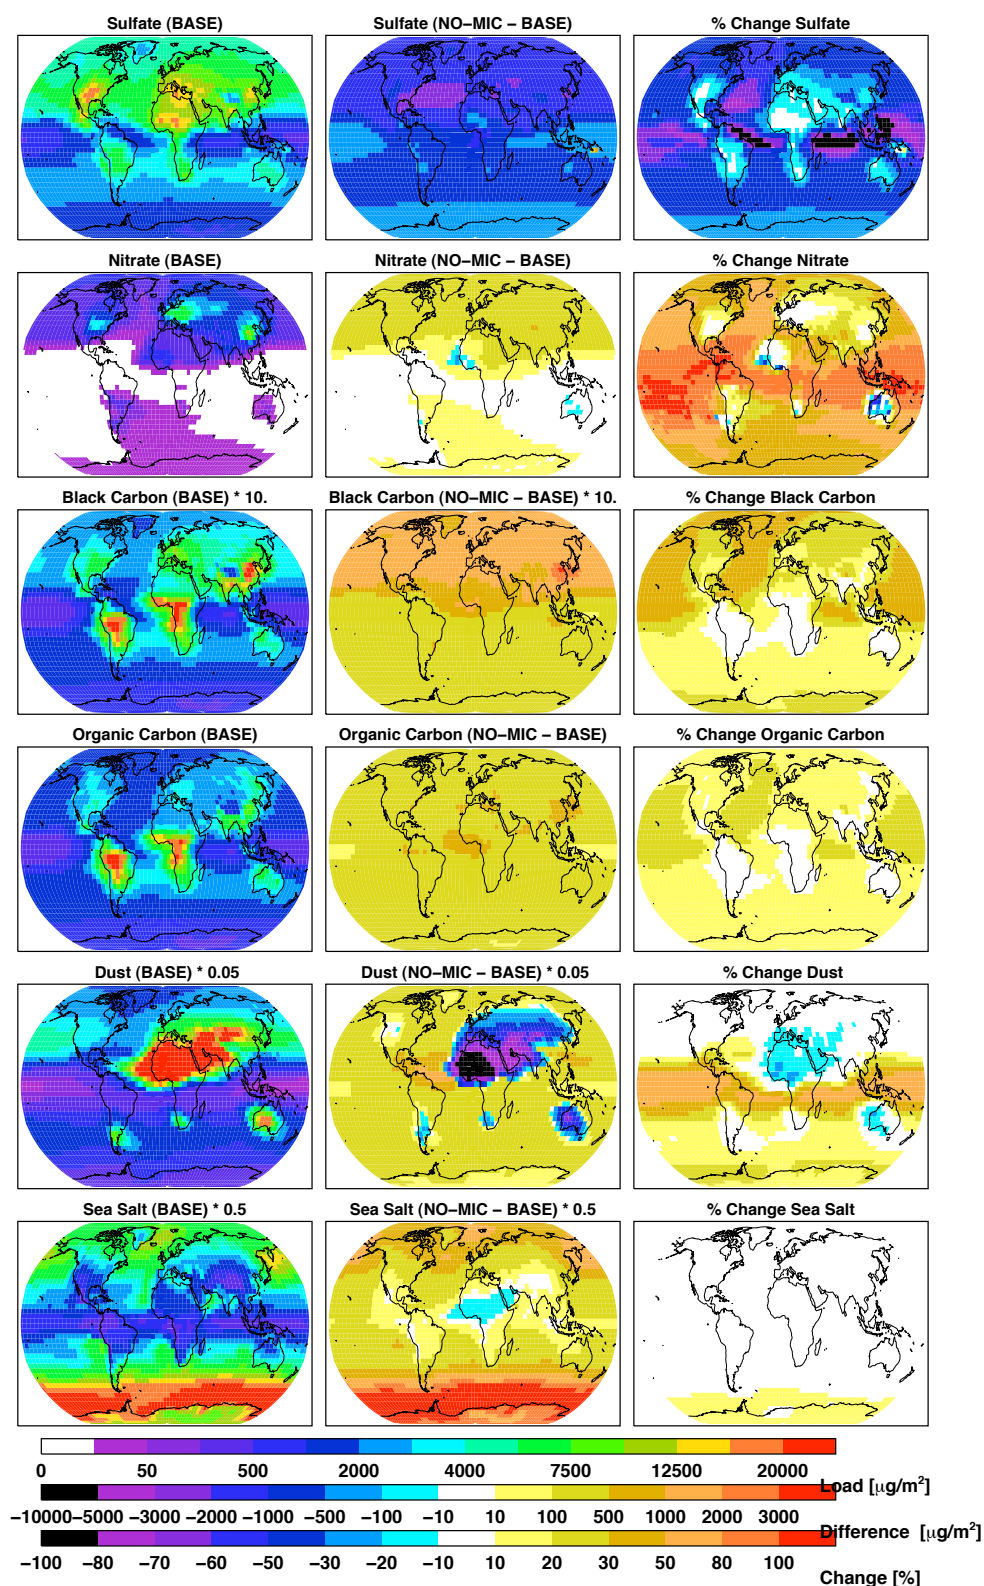 Sulfate (BASE)
Sulfate (NO−MIC − BASE)
% Change Sulfate
Nitrate (BASE)
Nitrate (NO−MIC − BASE)
% Change Nitrate
Black Carbon (BASE) * 10.
Black Carbon (NO−MIC − BASE) * 10.
% Change Black Carbon
Organic Carbon (BASE)
Organic Carbon (NO−MIC − BASE)
% Change Organic Carbon
Dust (BASE) * 0.05
Dust (NO−MIC − BASE) * 0.05
% Change Dust
Sea Salt (BASE) * 0.5
Sea Salt (NO−MIC − BASE) * 0.5
% Change Sea Salt
0 50 500 2000 4000 7500 12500 20000
Load [µg/m²]
−10000 −5000 −3000 −2000 −1000 −500 −100 −10 10 100 500 1000 2000 3000
Difference [µg/m²]
−100 −80 −70 −60 −50 −30 −20 −10 10 20 30 50 80 100
Change [%]